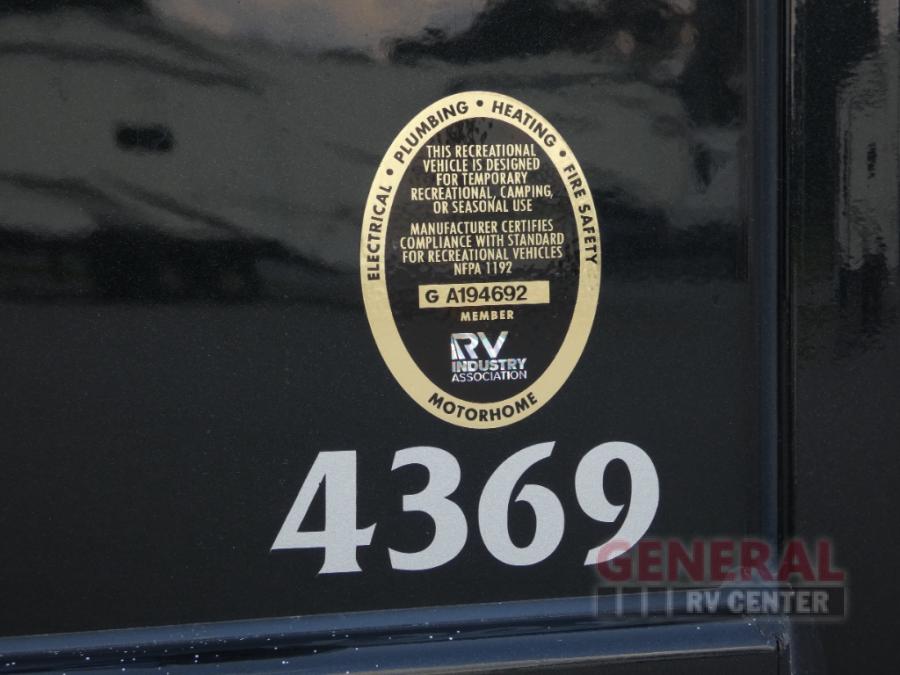 ELECTRICAL • PLUMBING • HEATING • FIRE SAFETY
THIS RECREATIONAL
VEHICLE IS DESIGNED
FOR TEMPORARY
RECREATIONAL, CAMPING,
OR SEASONAL USE
MANUFACTURER CERTIFIES
COMPLIANCE WITH STANDARD
FOR RECREATIONAL VEHICLES
NFPA 1192
G A194692
MEMBER
RV
INDUSTRY
ASSOCIATION
MOTORHOME
4369
GENERAL
RV CENTER